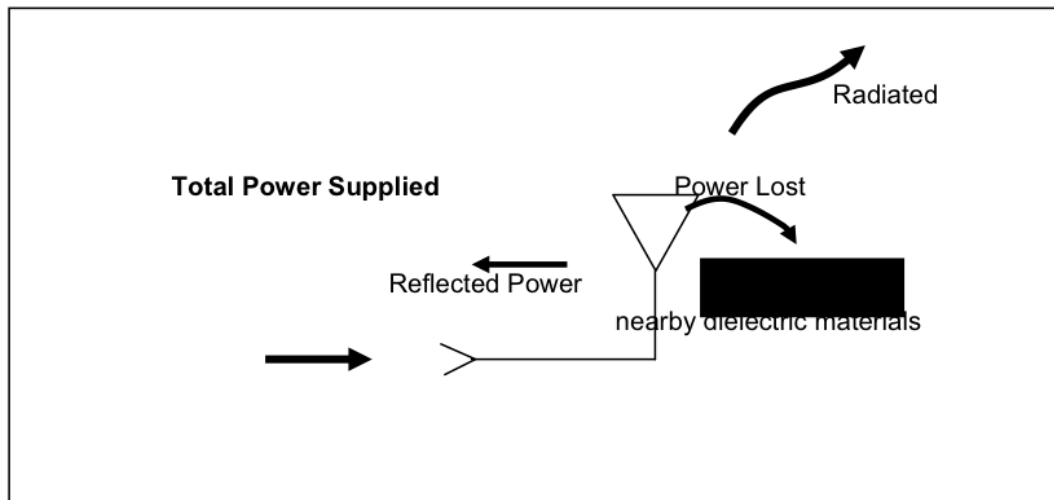 Radiated
Total Power Supplied
Power Lost
Reflected Power
nearby dielectric materials